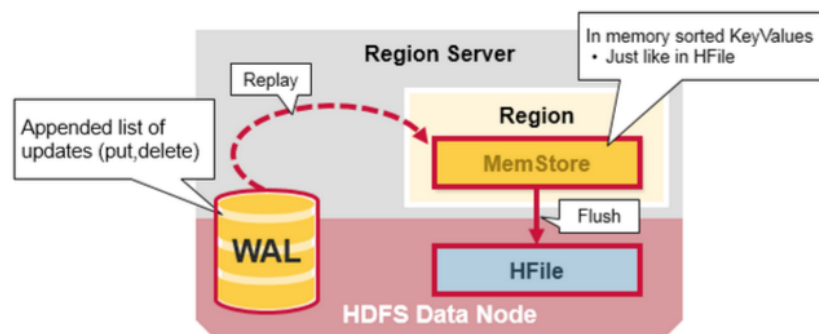 In memory sorted KeyValues
• Just like in HFile
Region Server
Replay
Appended list of
updates (put,delete)
Region
MemStore
Flush
WAL
HFile
HDFS Data Node